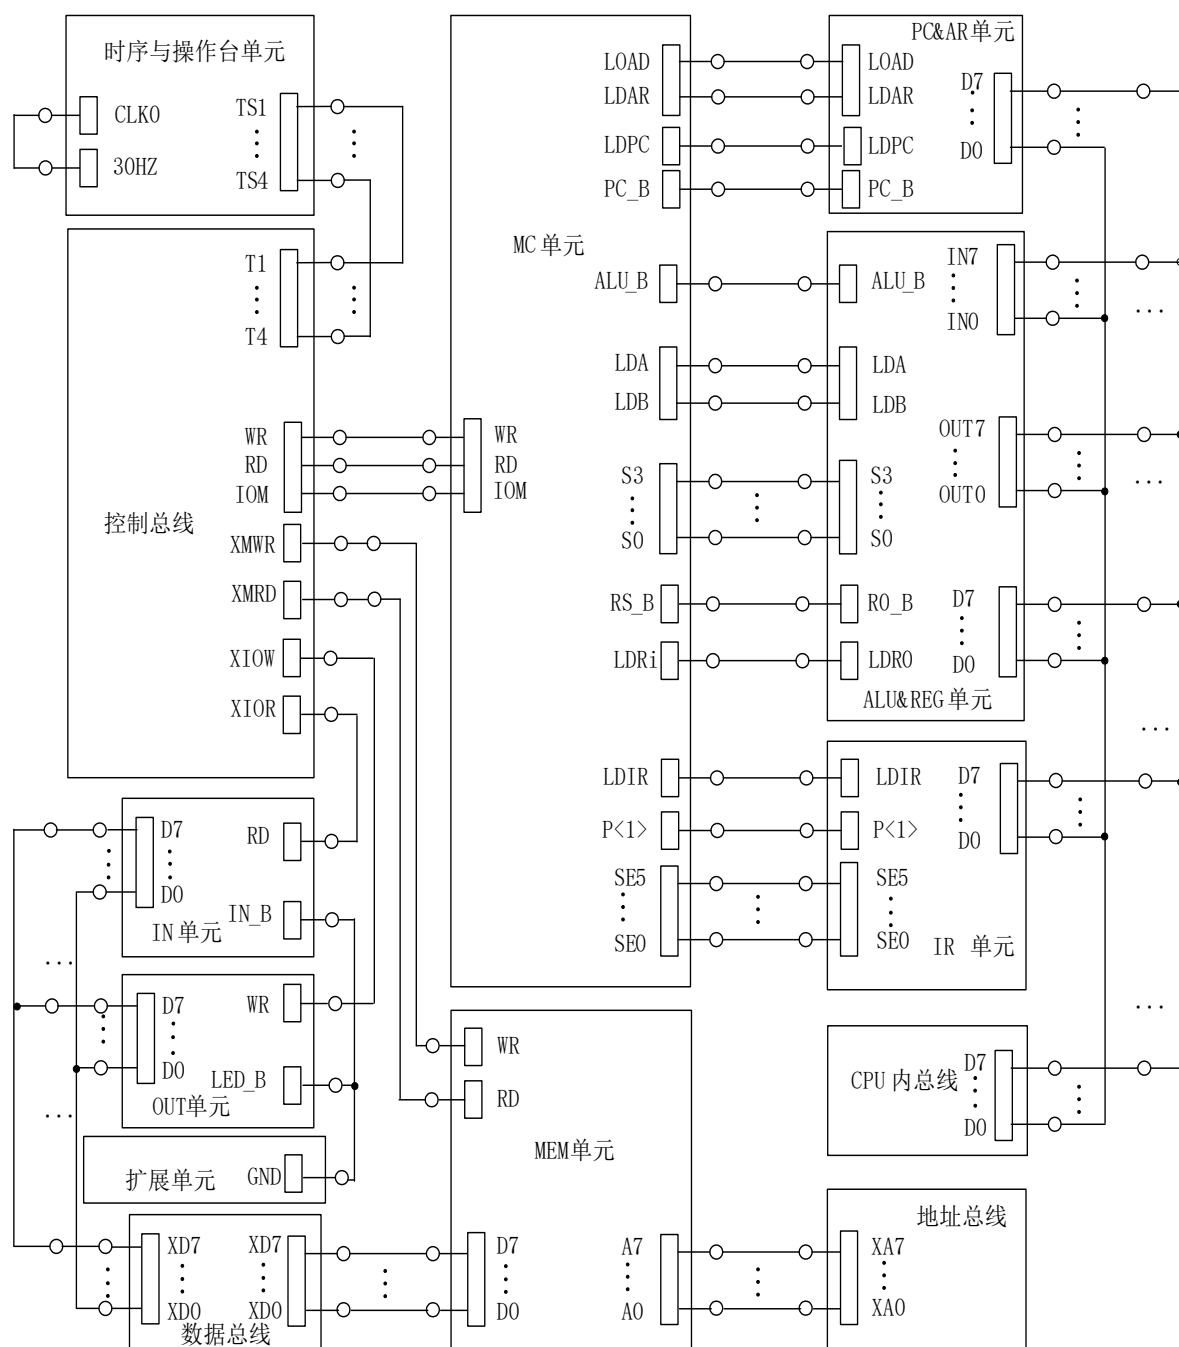 时序与操作台单元
CLK0
30HZ
TS1
TS4
控制总线
T1
T4
WR
RD
IOM
XMWR
XMRD
XIOW
XIOR
IN单元
D7
D0
RD
IN_B
OUT单元
D7
D0
WR
LED_B
扩展单元
GND
数据总线
XD7
XD0
XD7
XD0
MC单元
WR
RD
IOM
LOAD
LDAR
LDPC
PC_B
ALU_B
LDA
LDB
S3
S0
RS_B
LDRi
LDIR
P<1>
SE5
SE0
MEM单元
WR
RD
D7
D0
A7
A0
PC&AR单元
LOAD
LDAR
LDPC
PC_B
D7
D0
ALU_B
LDA
LDB
S3
S0
R0_B
LDR0
IN7
IN0
OUT7
OUT0
D7
D0
ALU&REG单元
LDIR
P<1>
SE5
SE0
D7
D0
IR 单元
CPU内总线
D7
D0
地址总线
XA7
XA0